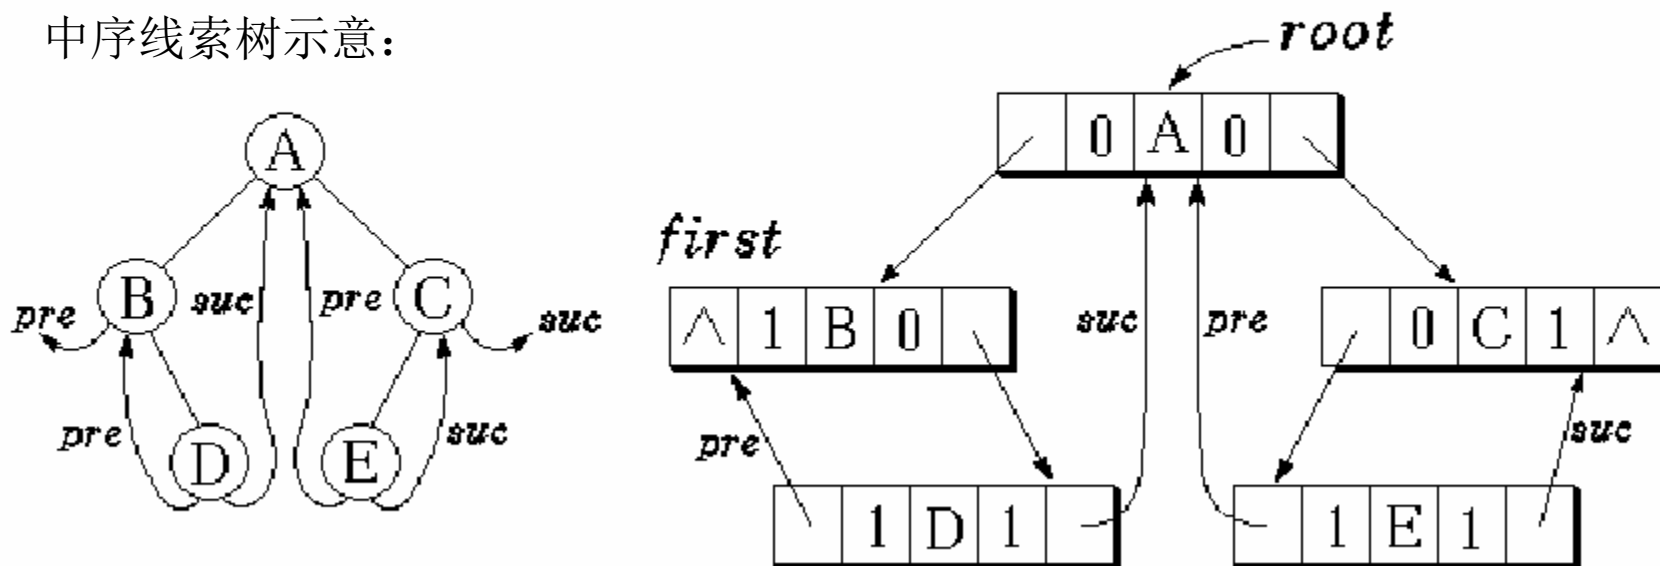 中序线索树示意：
root
0 A 0
A
first
B suc pre C
pre suc
∧ 1 B 0
suc pre
0 C 1 ∧
pre D E suc
pre suc
1 D 1
1 E 1